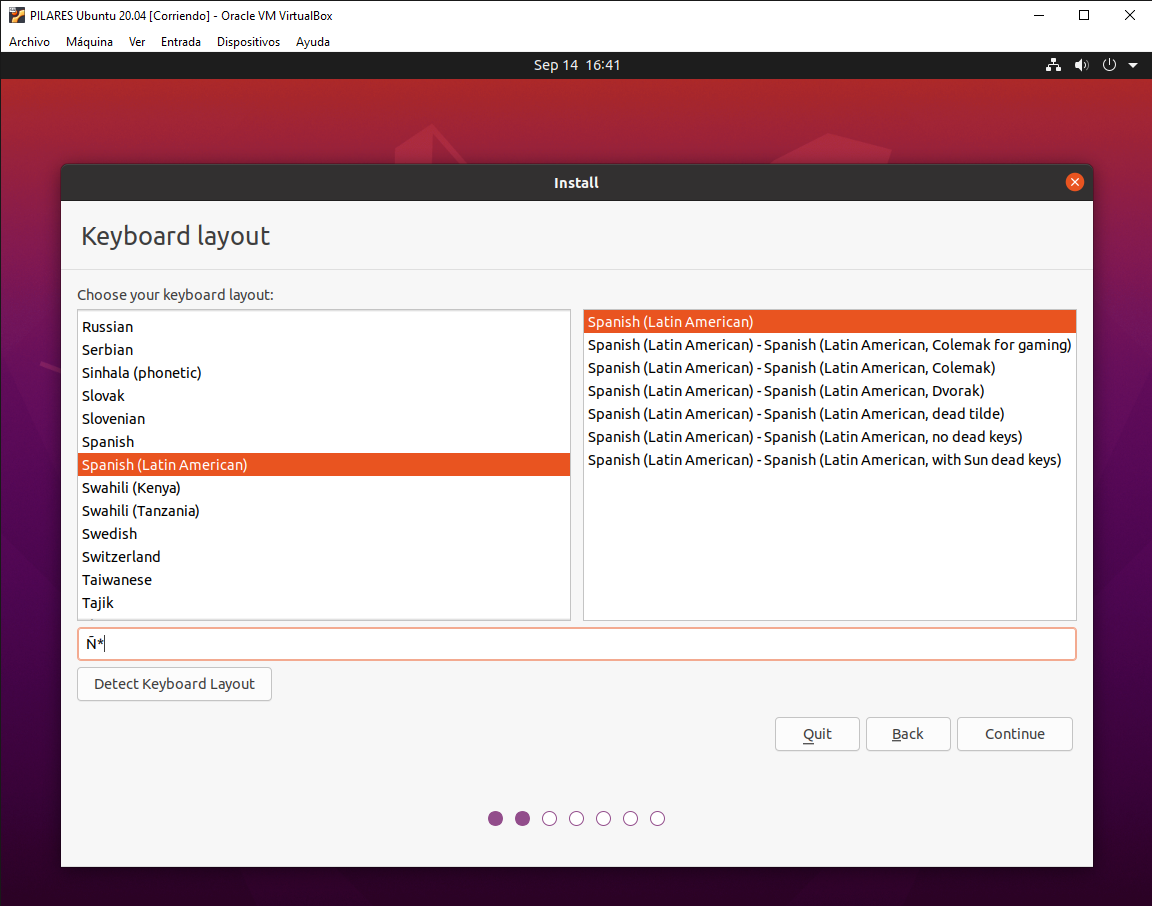 PILARES Ubuntu 20.04 [Corriendo] - Oracle VM VirtualBox
Archivo Máquina Ver Entrada Dispositivos Ayuda
Sep 14 16:41
Install
Keyboard layout
Choose your keyboard layout:
Russian
Serbian
Sinhala (phonetic)
Slovak
Slovenian
Spanish
Spanish (Latin American)
Swahili (Kenya)
Swahili (Tanzania)
Swedish
Switzerland
Taiwanese
Tajik
Spanish (Latin American)
Spanish (Latin American) - Spanish (Latin American, Colemak for gaming)
Spanish (Latin American) - Spanish (Latin American, Colemak)
Spanish (Latin American) - Spanish (Latin American, Dvorak)
Spanish (Latin American) - Spanish (Latin American, dead tilde)
Spanish (Latin American) - Spanish (Latin American, no dead keys)
Spanish (Latin American) - Spanish (Latin American, with Sun dead keys)
Ñ*
Detect Keyboard Layout
Quit Back Continue